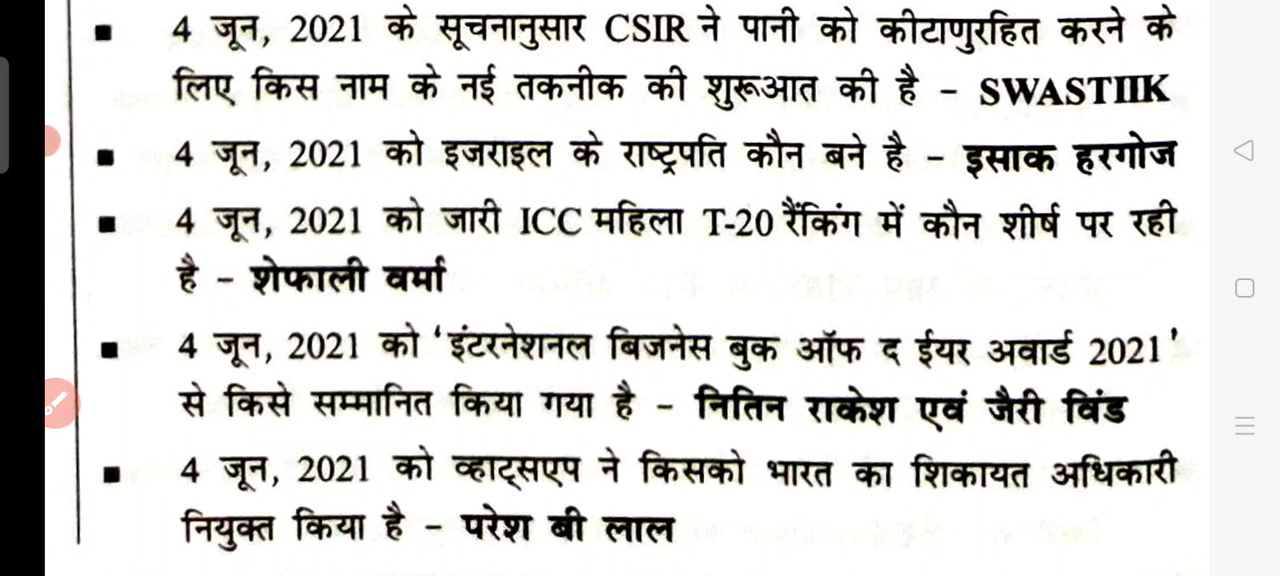 ▪ 4 जून, 2021 के सूचनानुसार CSIR ने पानी को कीटाणुरहित करने के
लिए किस नाम के नई तकनीक की शुरूआत की है - SWASTIIK
▪ 4 जून, 2021 को इजराइल के राष्ट्रपति कौन बने है - इसाक हरगोज
▪ 4 जून, 2021 को जारी ICC महिला T-20 रैंकिंग में कौन शीर्ष पर रही
है - शेफाली वर्मा
▪ 4 जून, 2021 को ‘इंटरनेशनल बिजनेस बुक ऑफ द ईयर अवार्ड 2021’
से किसे सम्मानित किया गया है - नितिन राकेश एवं जैरी विंड
▪ 4 जून, 2021 को व्हाट्सएप ने किसको भारत का शिकायत अधिकारी
नियुक्त किया है - परेश बी लाल